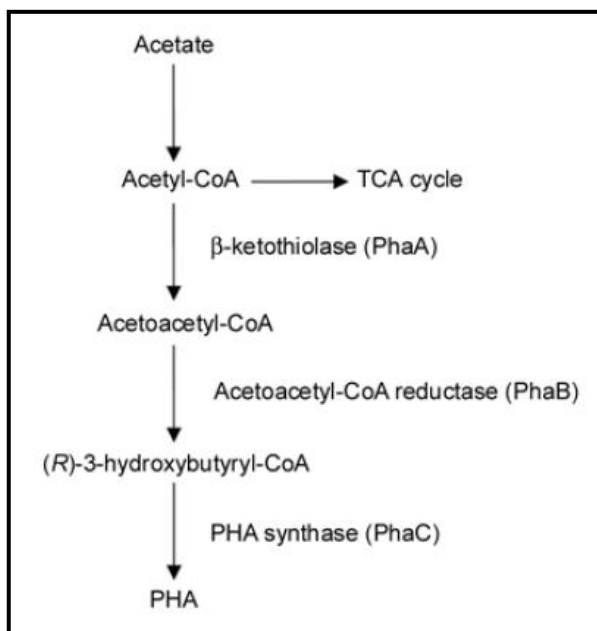 Acetate
Acetyl-CoA TCA cycle
β-ketothiolase (PhaA)
Acetoacetyl-CoA
Acetoacetyl-CoA reductase (PhaB)
(R)-3-hydroxybutyryl-CoA
PHA synthase (PhaC)
PHA